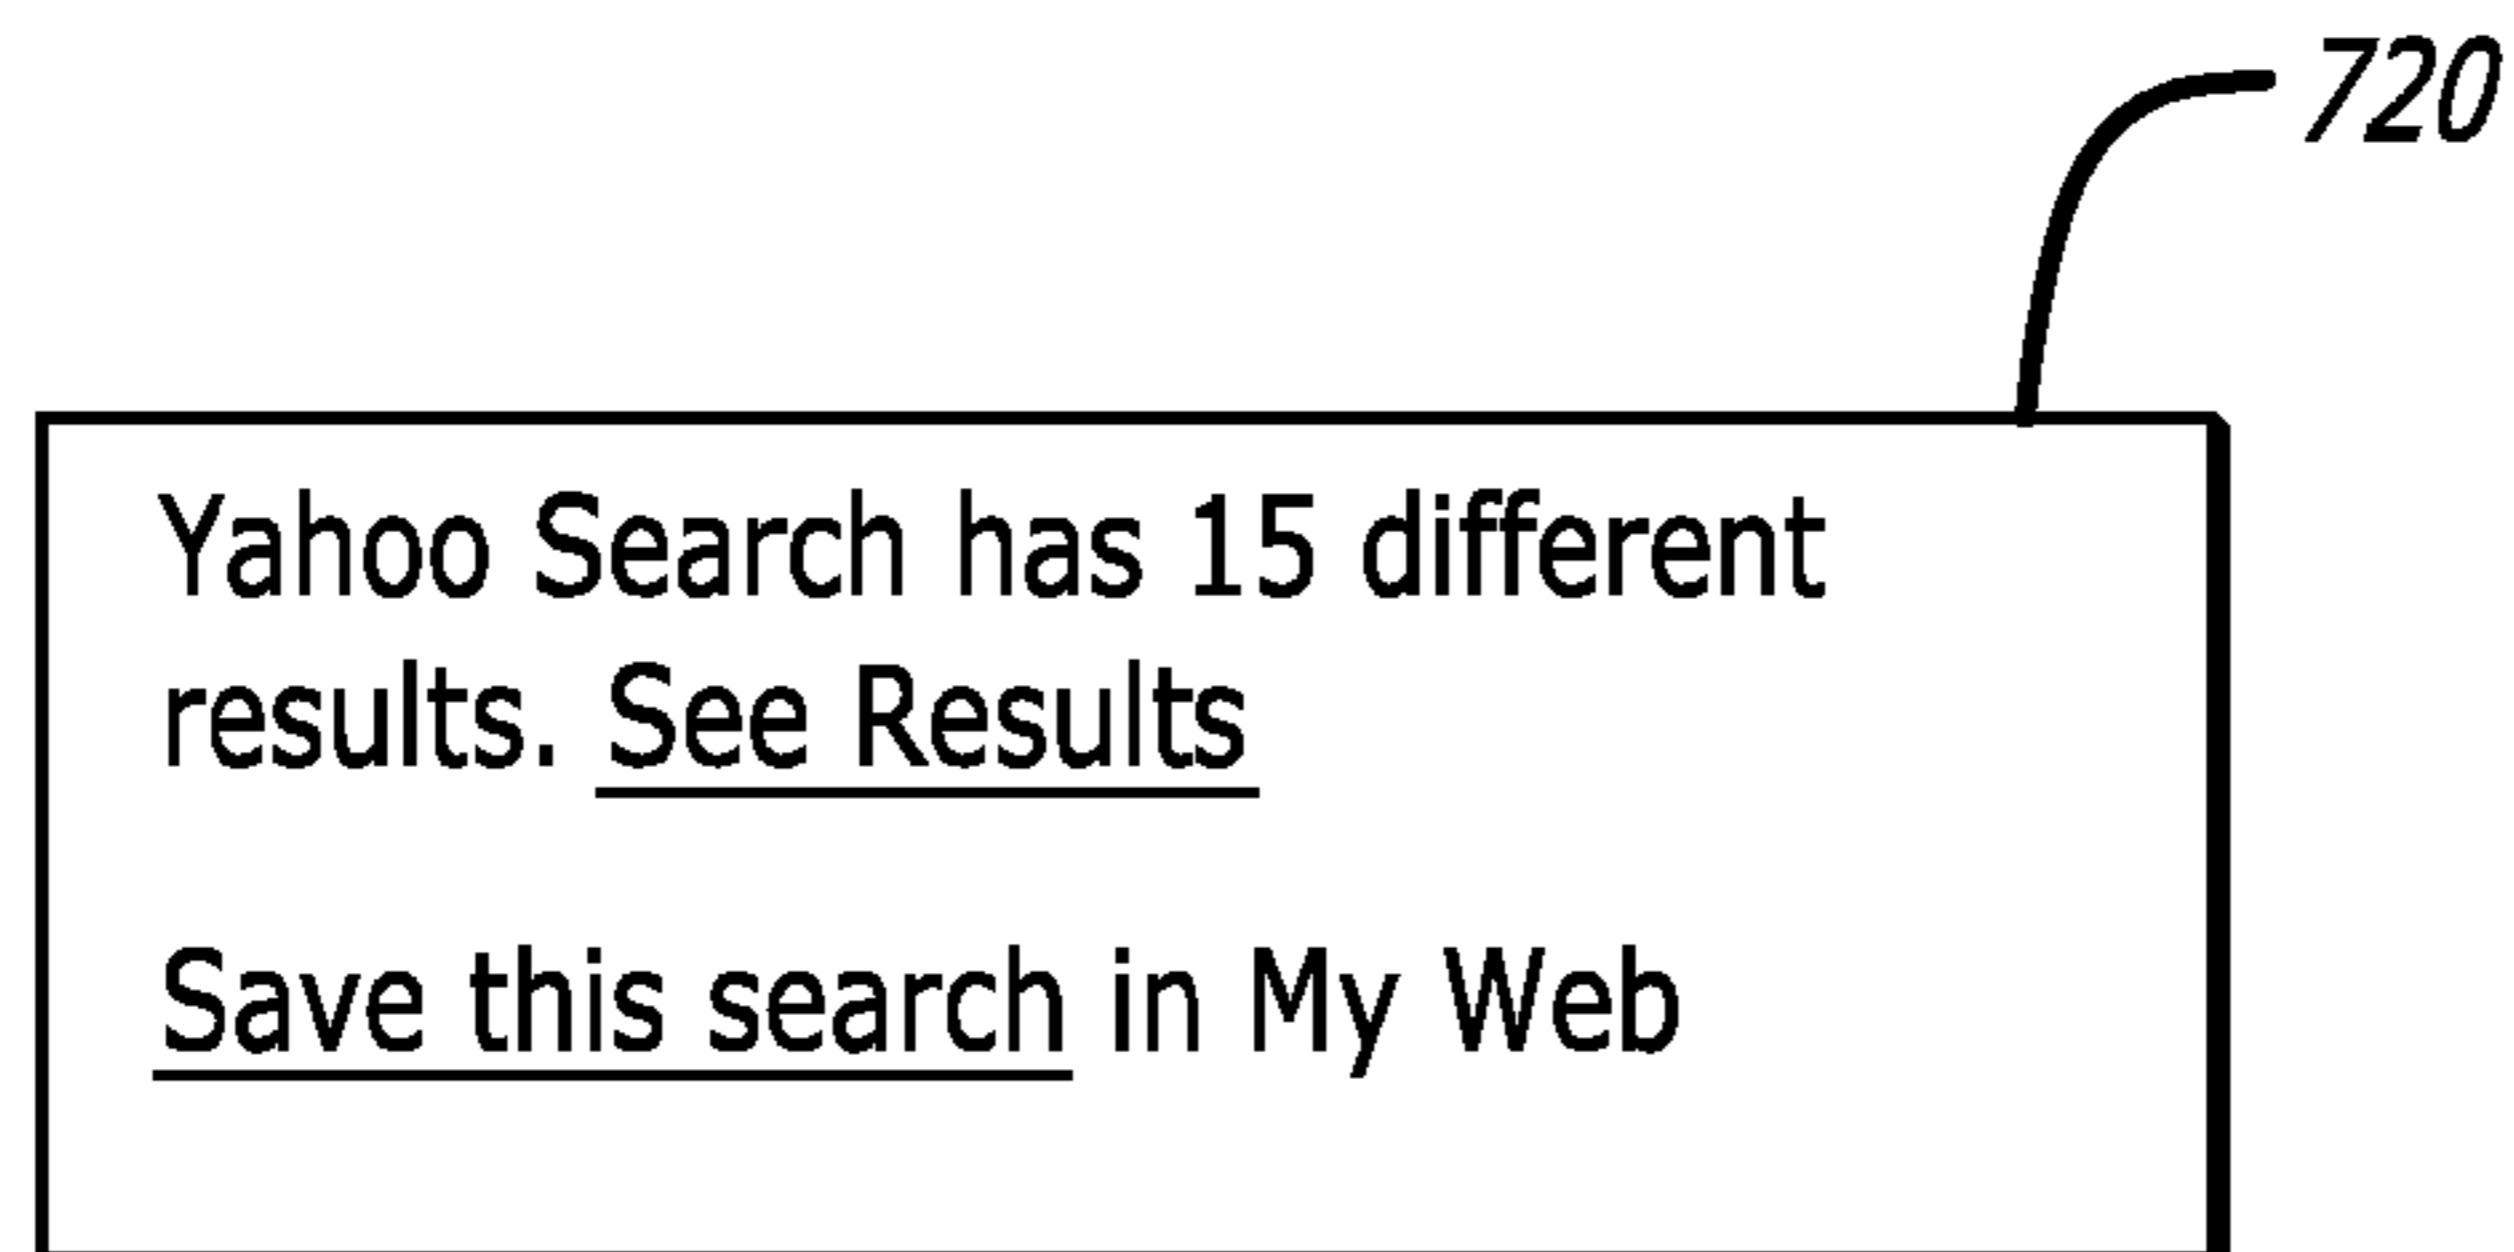 720
Yahoo Search has 15 different
results. See Results
Save this search in My Web